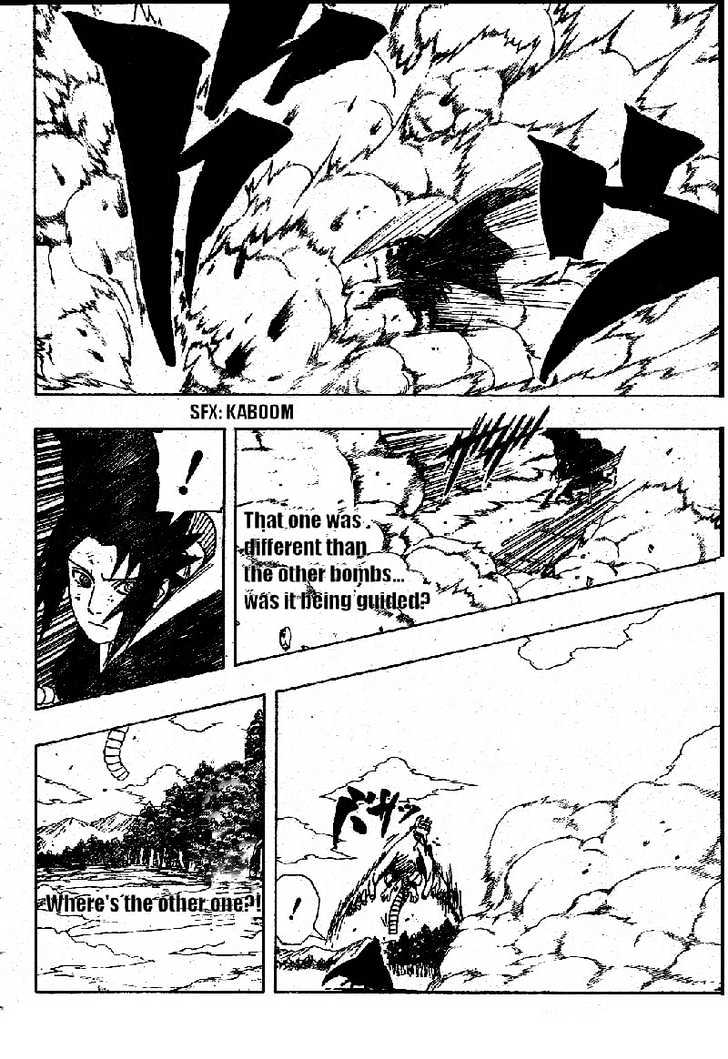 SFX: KABOOM
That one was
different than
the other bombs...
was it being guided?
!
!
Where's the other one?!